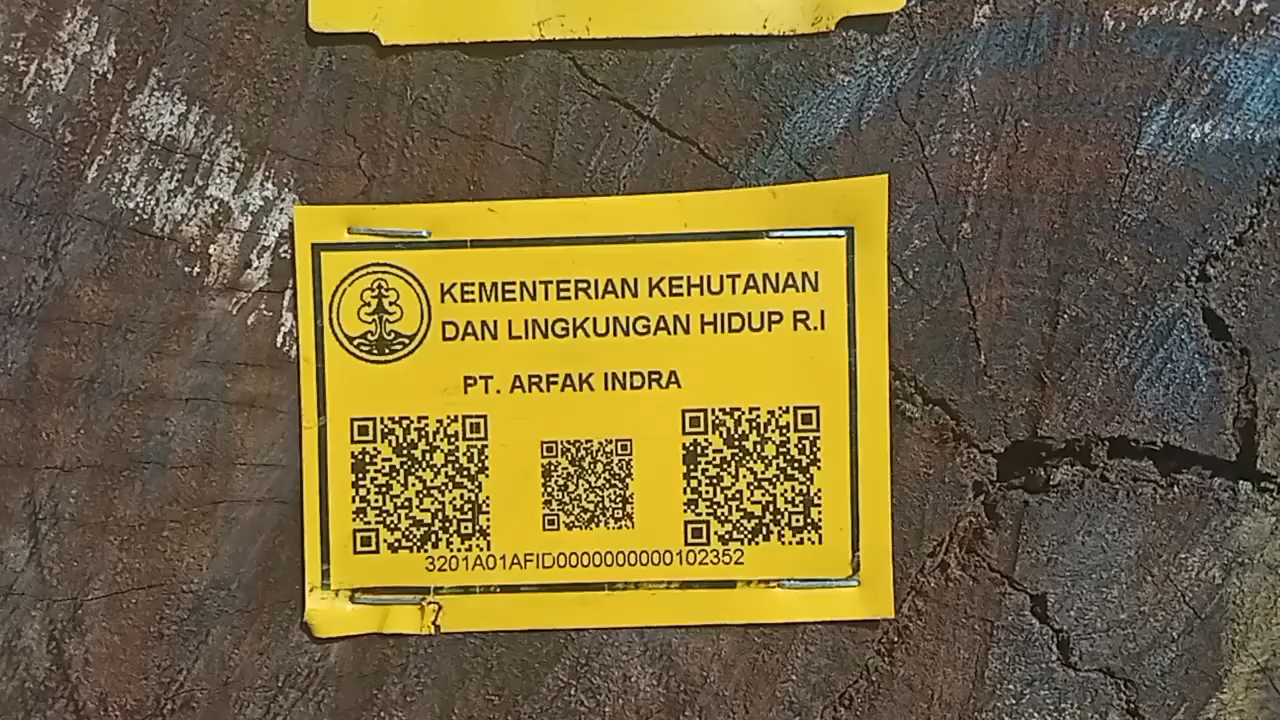 KEMENTERIAN KEHUTANAN
DAN LINGKUNGAN HIDUP R.I
PT. ARFAK INDRA
3201A01AFID0000000000102352